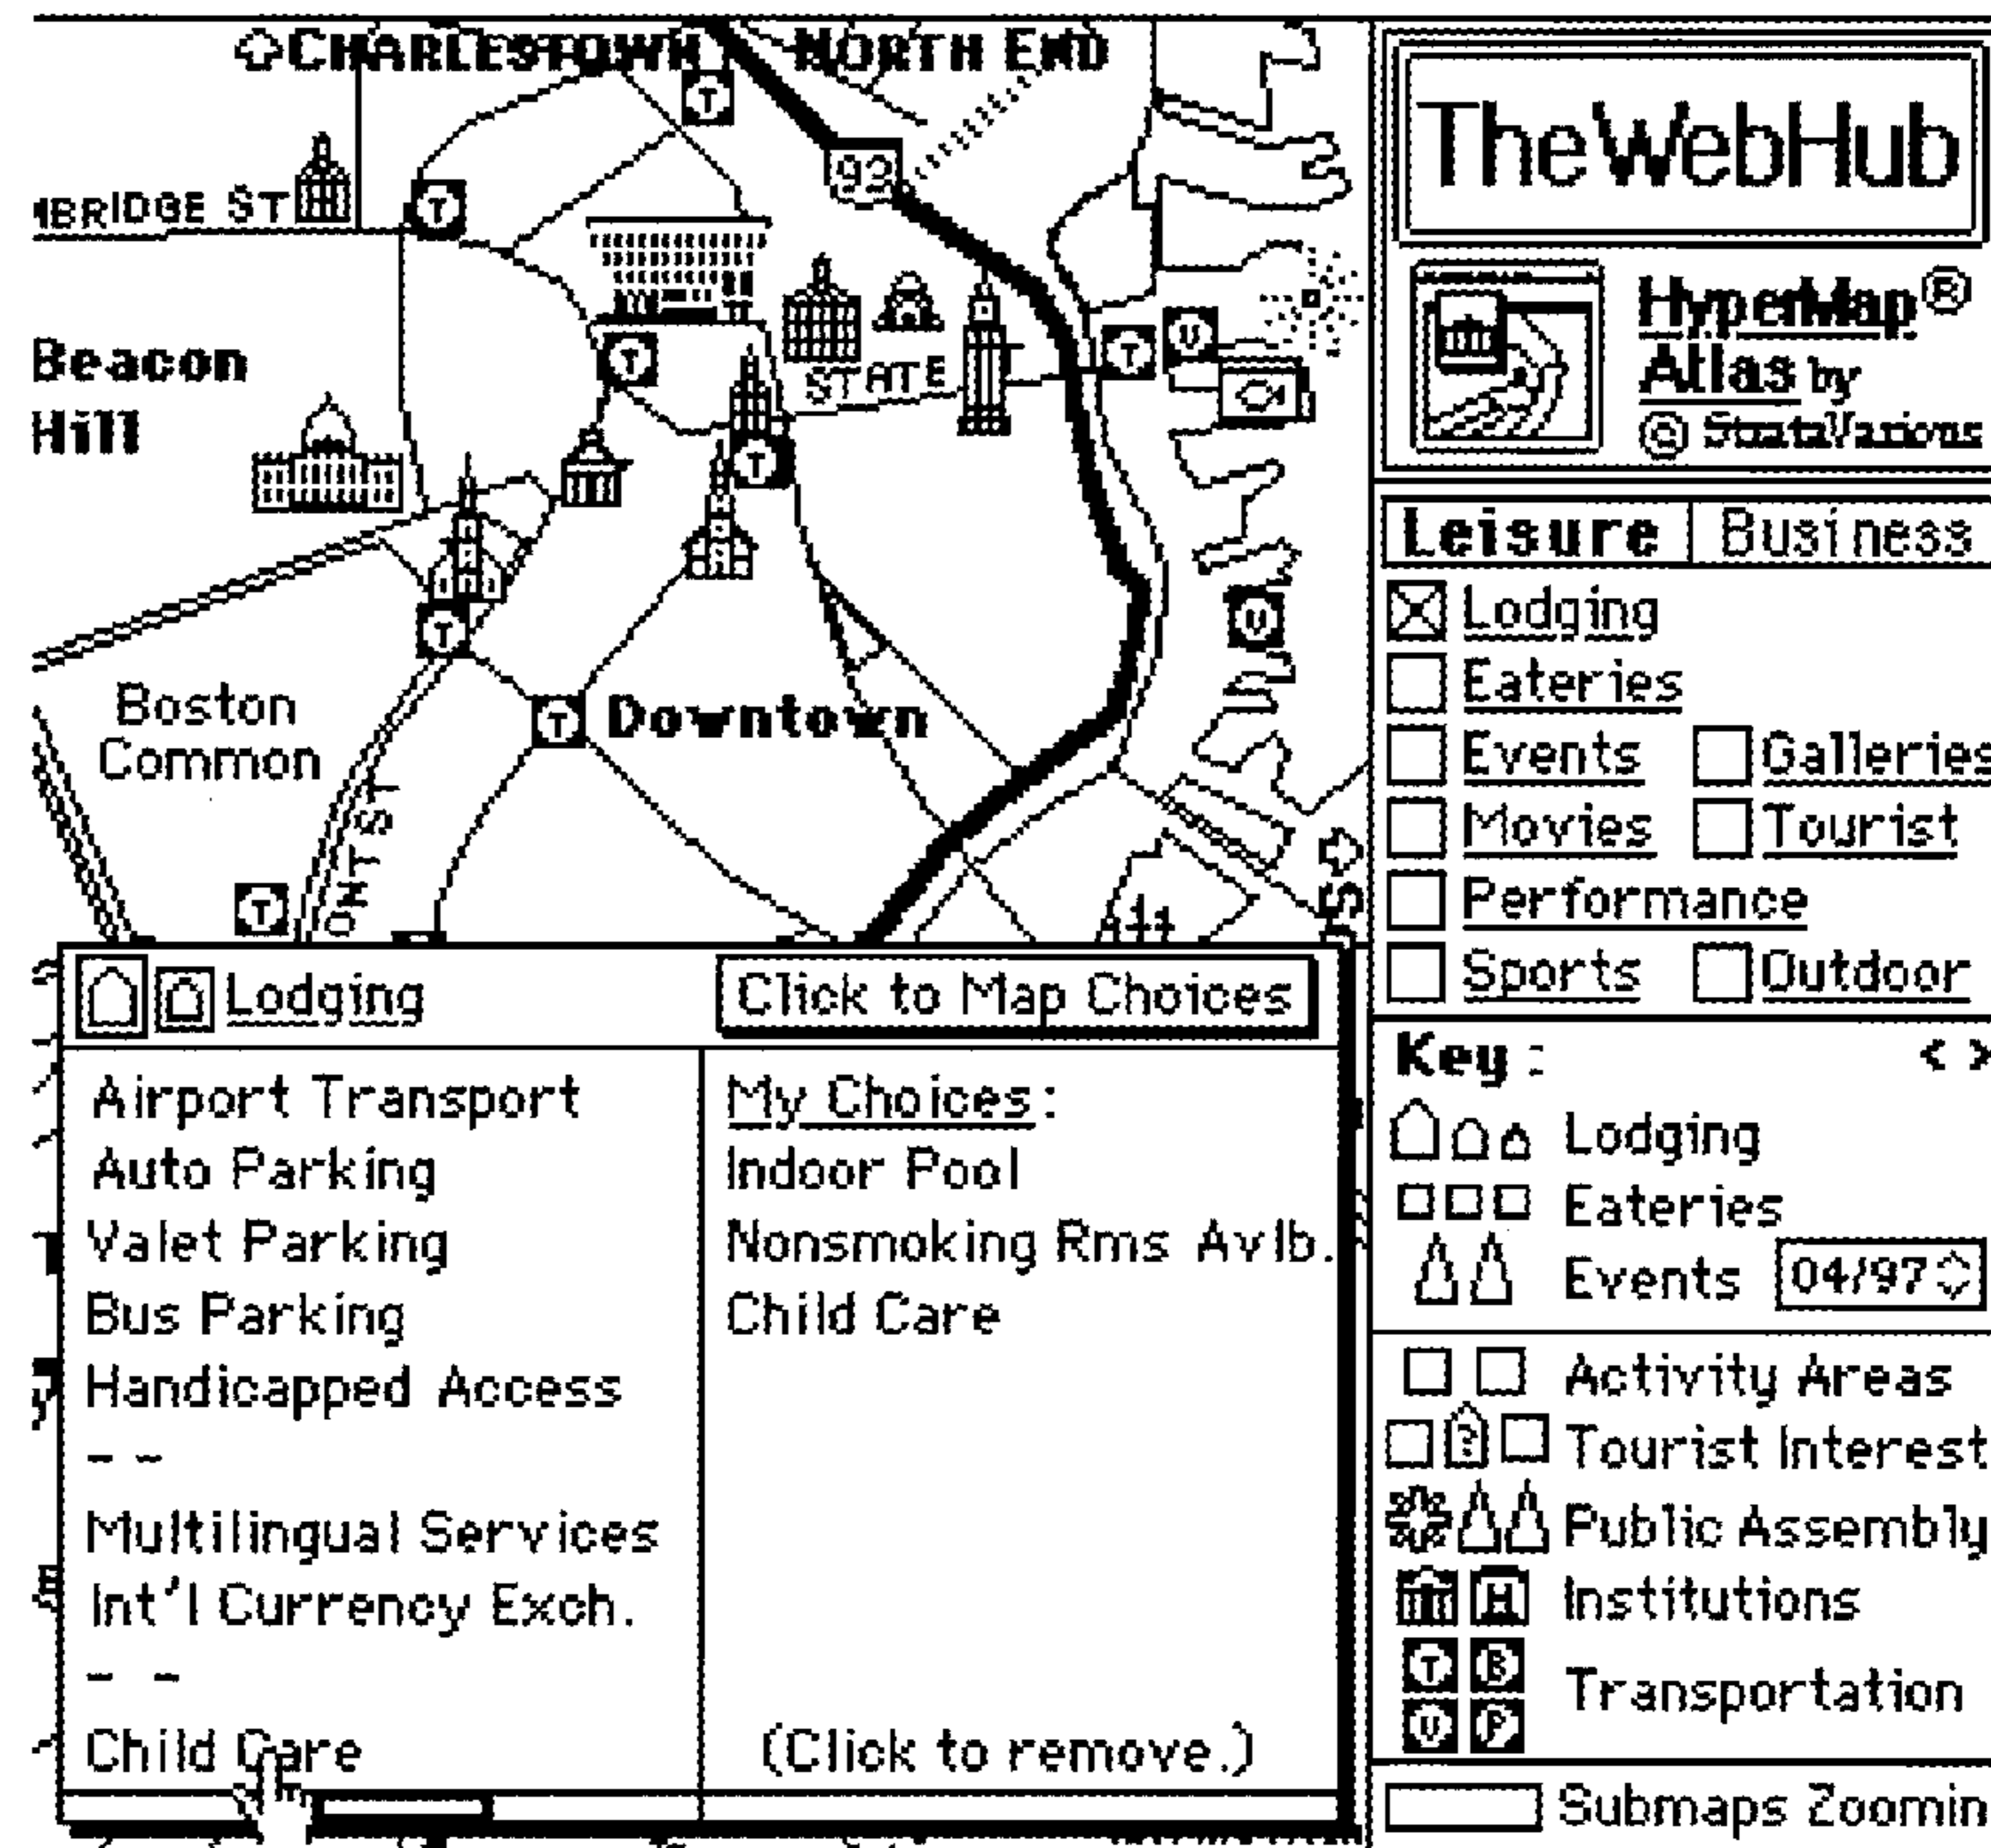 CHARLESTOWN NORTH END
T
93
MBRIDGE ST T
Beacon
Hill
T
STATE
T U
T
T
U
Boston
Common
T Downtown
ONT ST
T
TheWebHub
HyperMap®
Atlas by
© StrataVarious
Leisure Business
Lodging
Eateries
Events Galleries
Movies Tourist
Performance
Sports Outdoor
Key: < >
Lodging
Eateries
Events 04/97
Activity Areas
? Tourist Interest
Public Assembly
H Institutions
T B
U P
Transportation
Submaps Zoomin
Lodging Click to Map Choices
Airport Transport
Auto Parking
Valet Parking
Bus Parking
Handicapped Access
- -
Multilingual Services
Int'l Currency Exch.
- -
Child Care
My Choices:
Indoor Pool
Nonsmoking Rms Avlb.
Child Care
(Click to remove.)